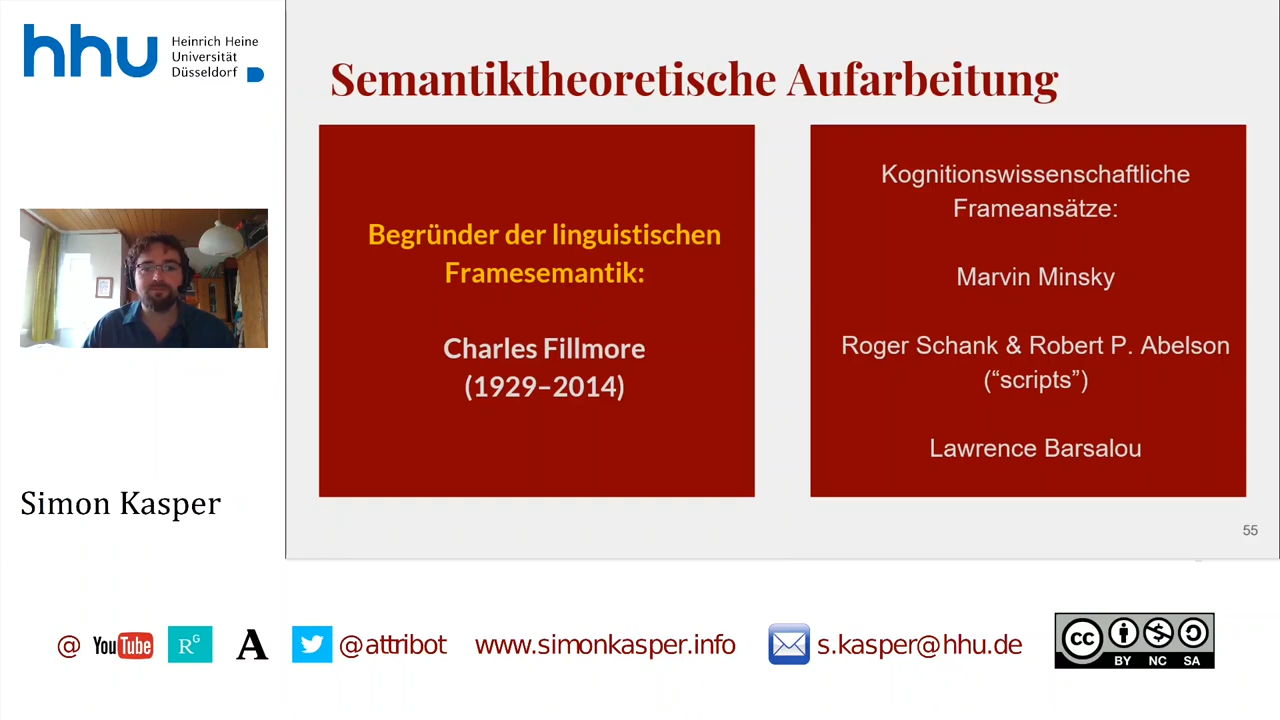 hhu
Heinrich Heine
Universität
Düsseldorf
Semantiktheoretische Aufarbeitung
Begründer der linguistischen
Framesemantik:
Charles Fillmore
(1929–2014)
Kognitionswissenschaftliche
Frameansätze:
Marvin Minsky
Roger Schank & Robert P. Abelson
(“scripts”)
Lawrence Barsalou
55
Simon Kasper
@ YouTube RG A @attribot www.simonkasper.info s.kasper@hhu.de
cc
BY NC SA